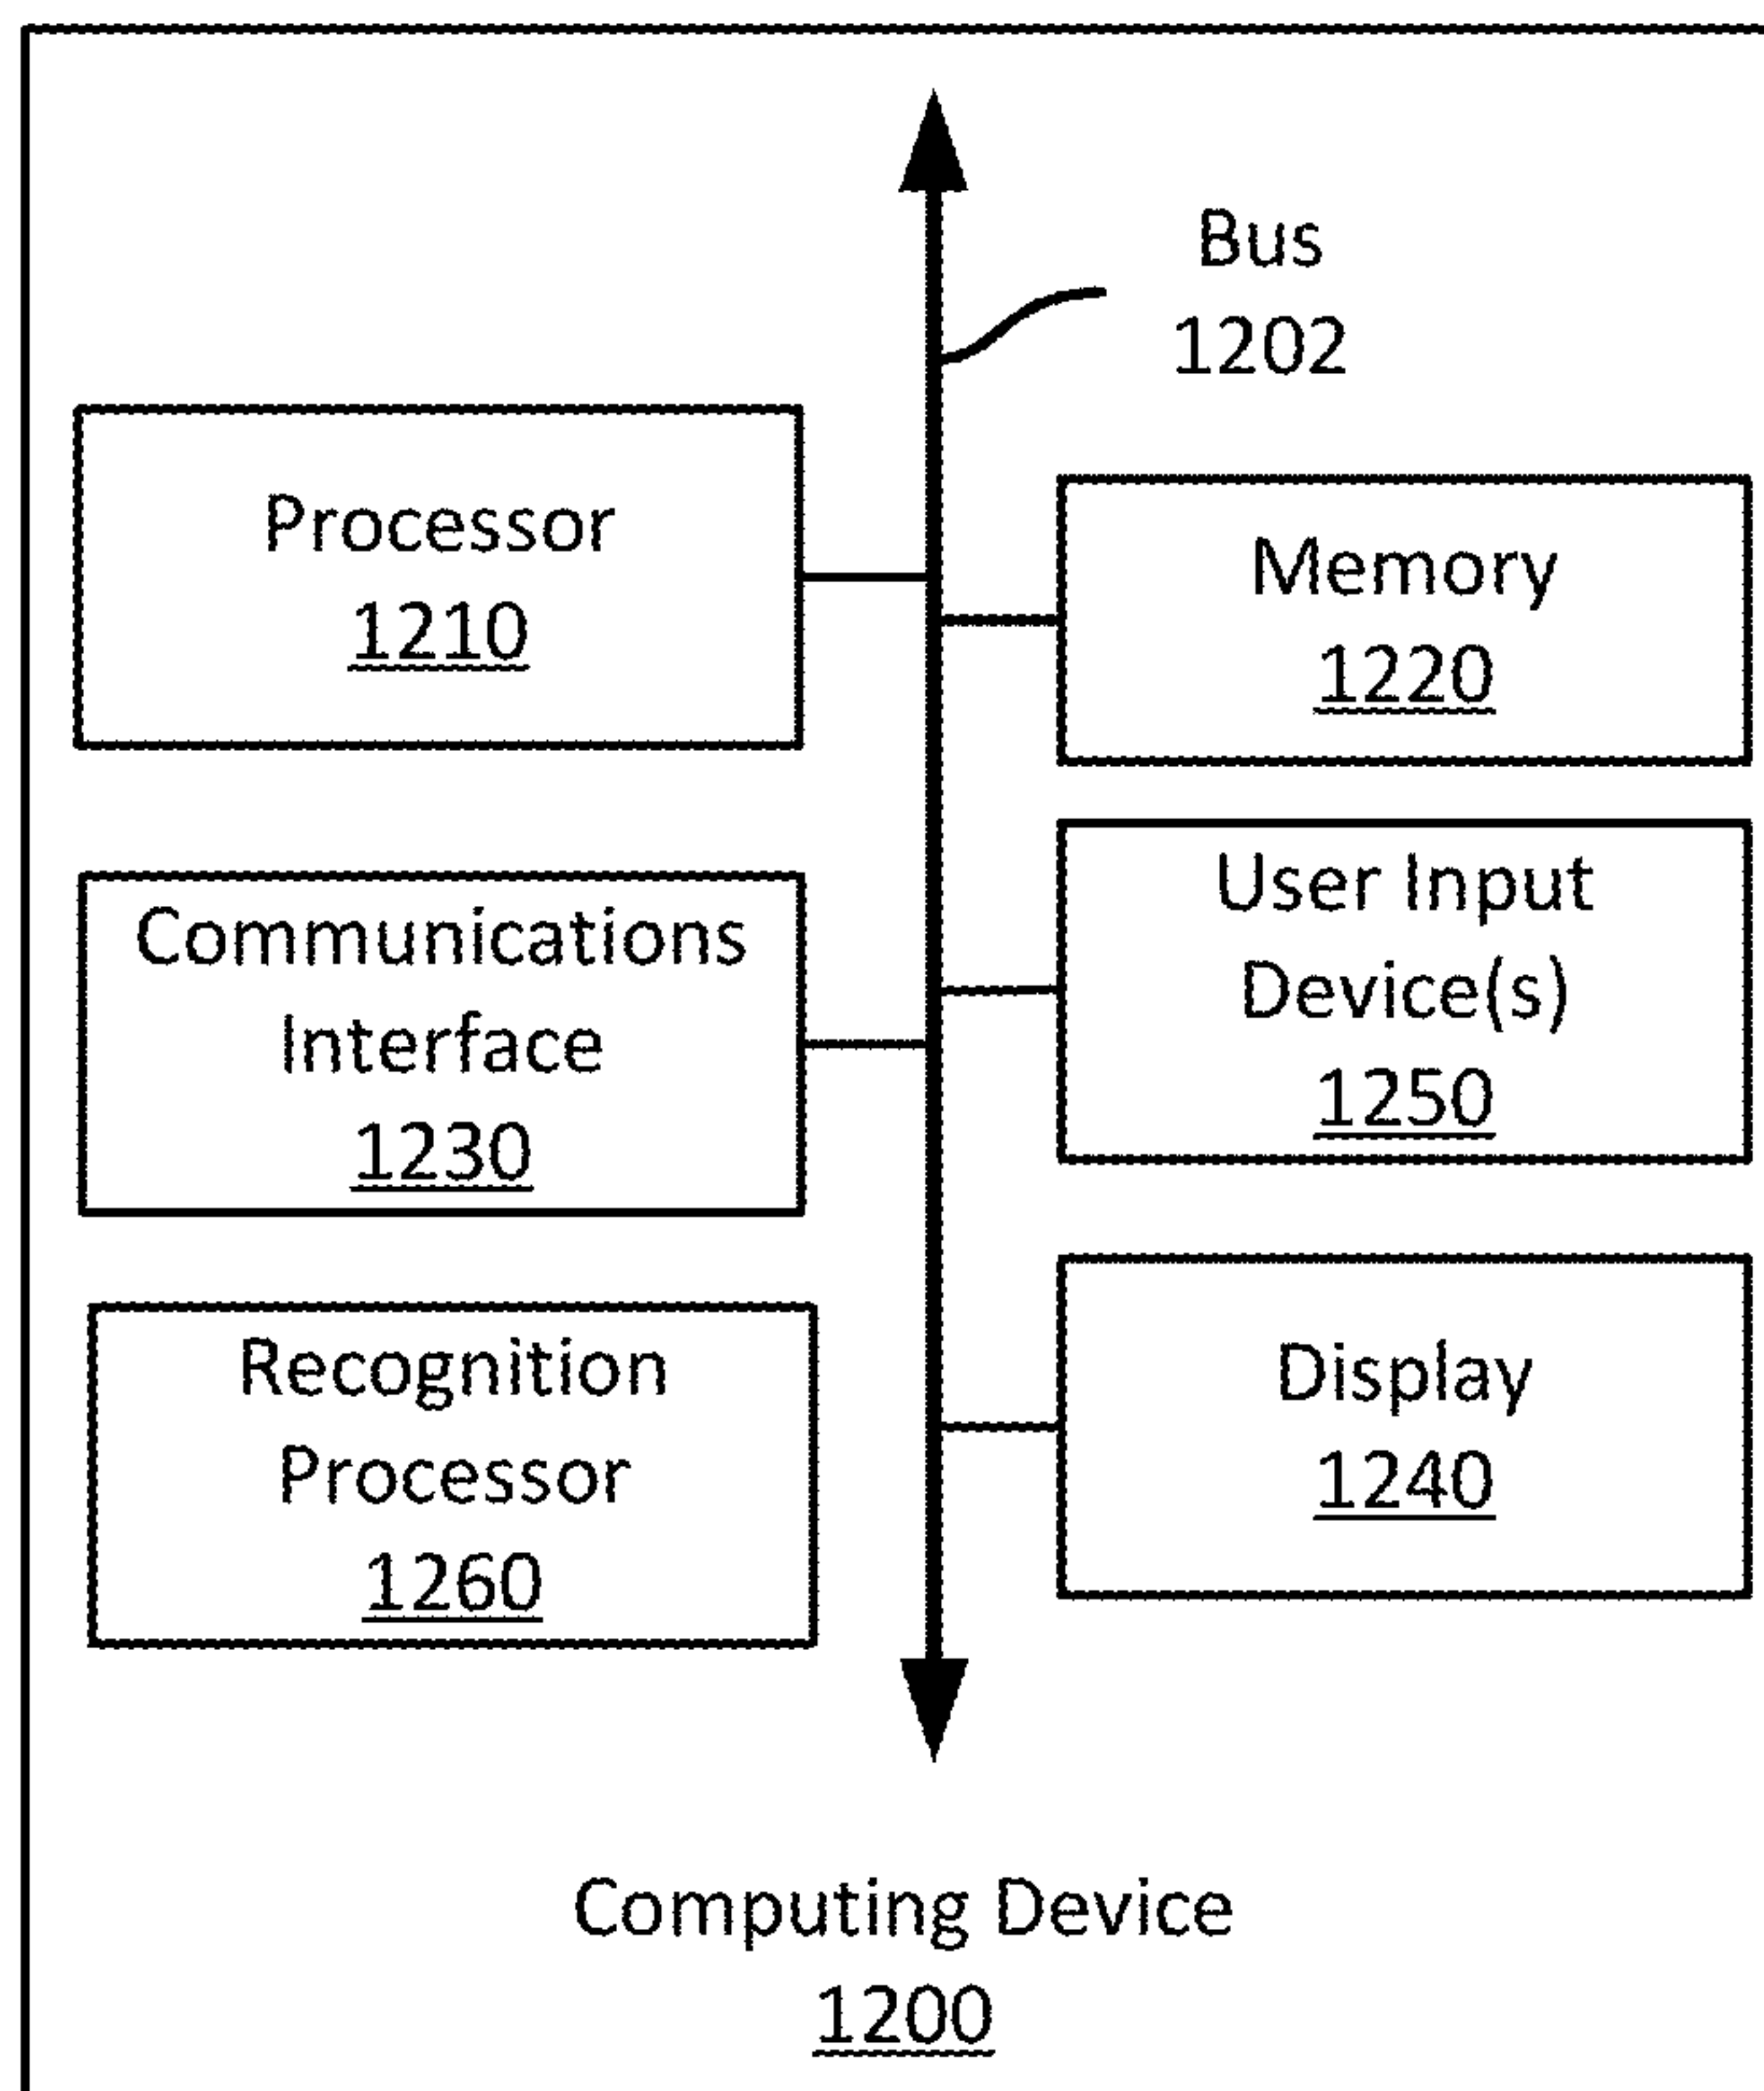 Bus
1202
Processor
1210
Memory
1220
Communications
Interface
1230
User Input
Device(s)
1250
Recognition
Processor
1260
Display
1240
Computing Device
1200